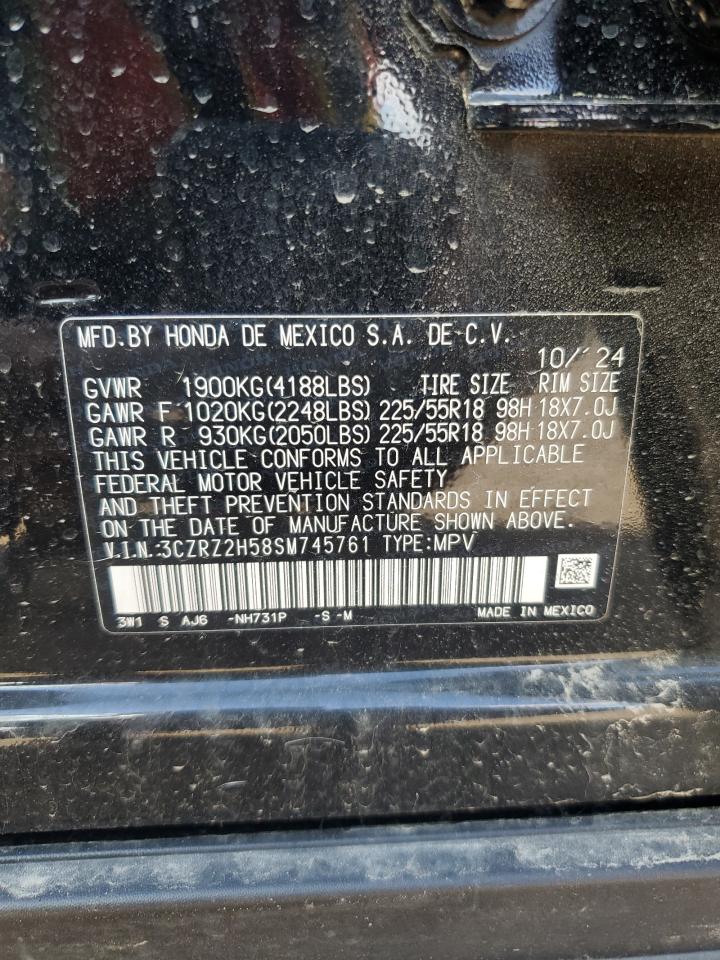 MFD.BY HONDA DE MEXICO S.A. DE C.V.
10/ 24
GVWR 1900KG(4188LBS) TIRE SIZE RIM SIZE
GAWR F 1020KG(2248LBS) 225/55R18 98H 18X7.0J
GAWR R 930KG(2050LBS) 225/55R18 98H 18X7.0J
THIS VEHICLE CONFORMS TO ALL APPLICABLE
FEDERAL MOTOR VEHICLE SAFETY
AND THEFT PREVENTION STANDARDS IN EFFECT
ON THE DATE OF MANUFACTURE SHOWN ABOVE.
V.I.N.:3CZRZ2H58SM745761 TYPE:MPV
3W1 S AJ6 -NH731P -S -M MADE IN MEXICO